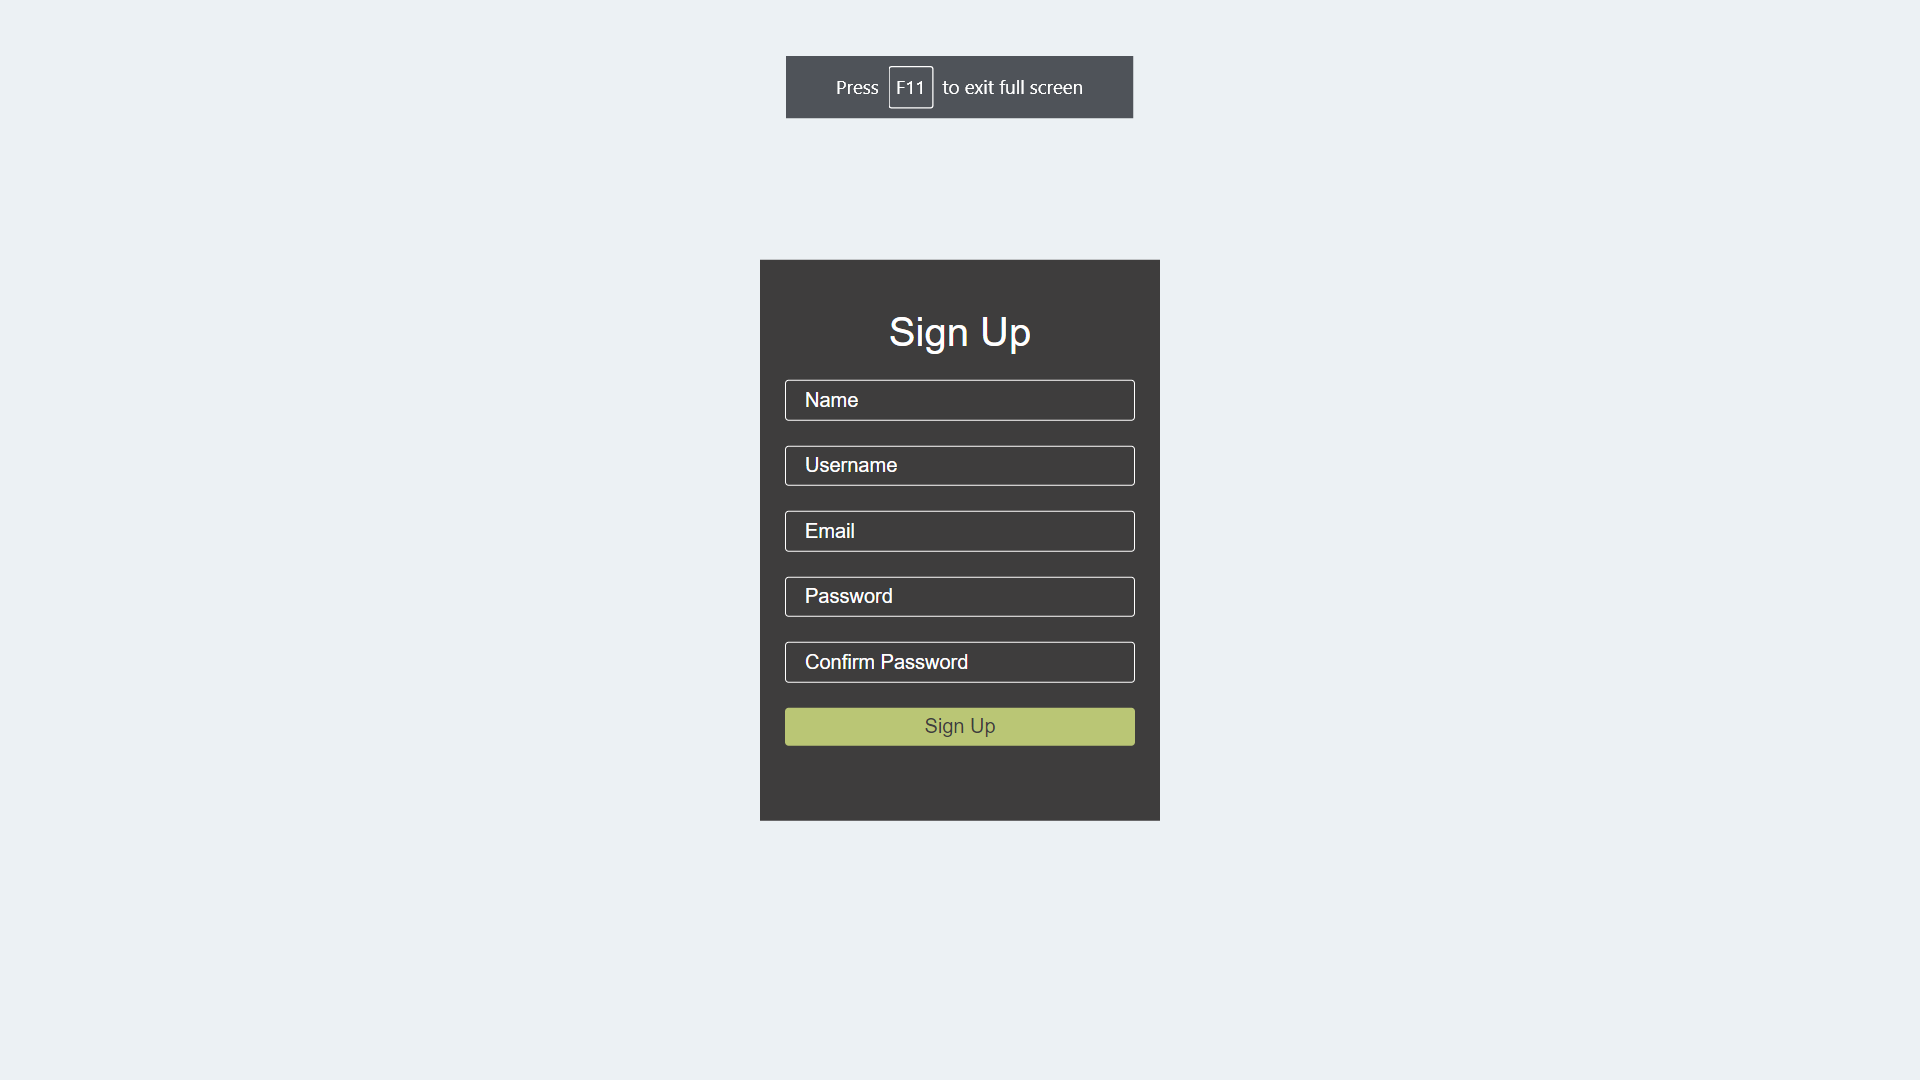 Press F11 to exit full screen
Sign Up
Name
Username
Email
Password
Confirm Password
Sign Up